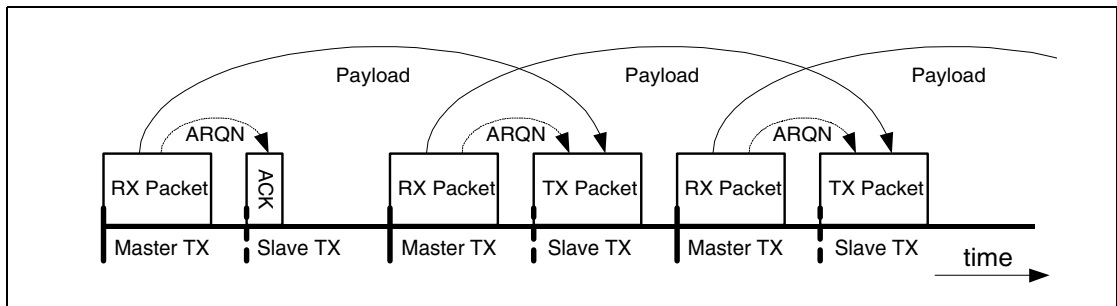 Payload Payload Payload
ARQN ARQN ARQN
RX Packet ACK RX Packet TX Packet RX Packet TX Packet
Master TX Slave TX Master TX Slave TX Master TX Slave TX
time